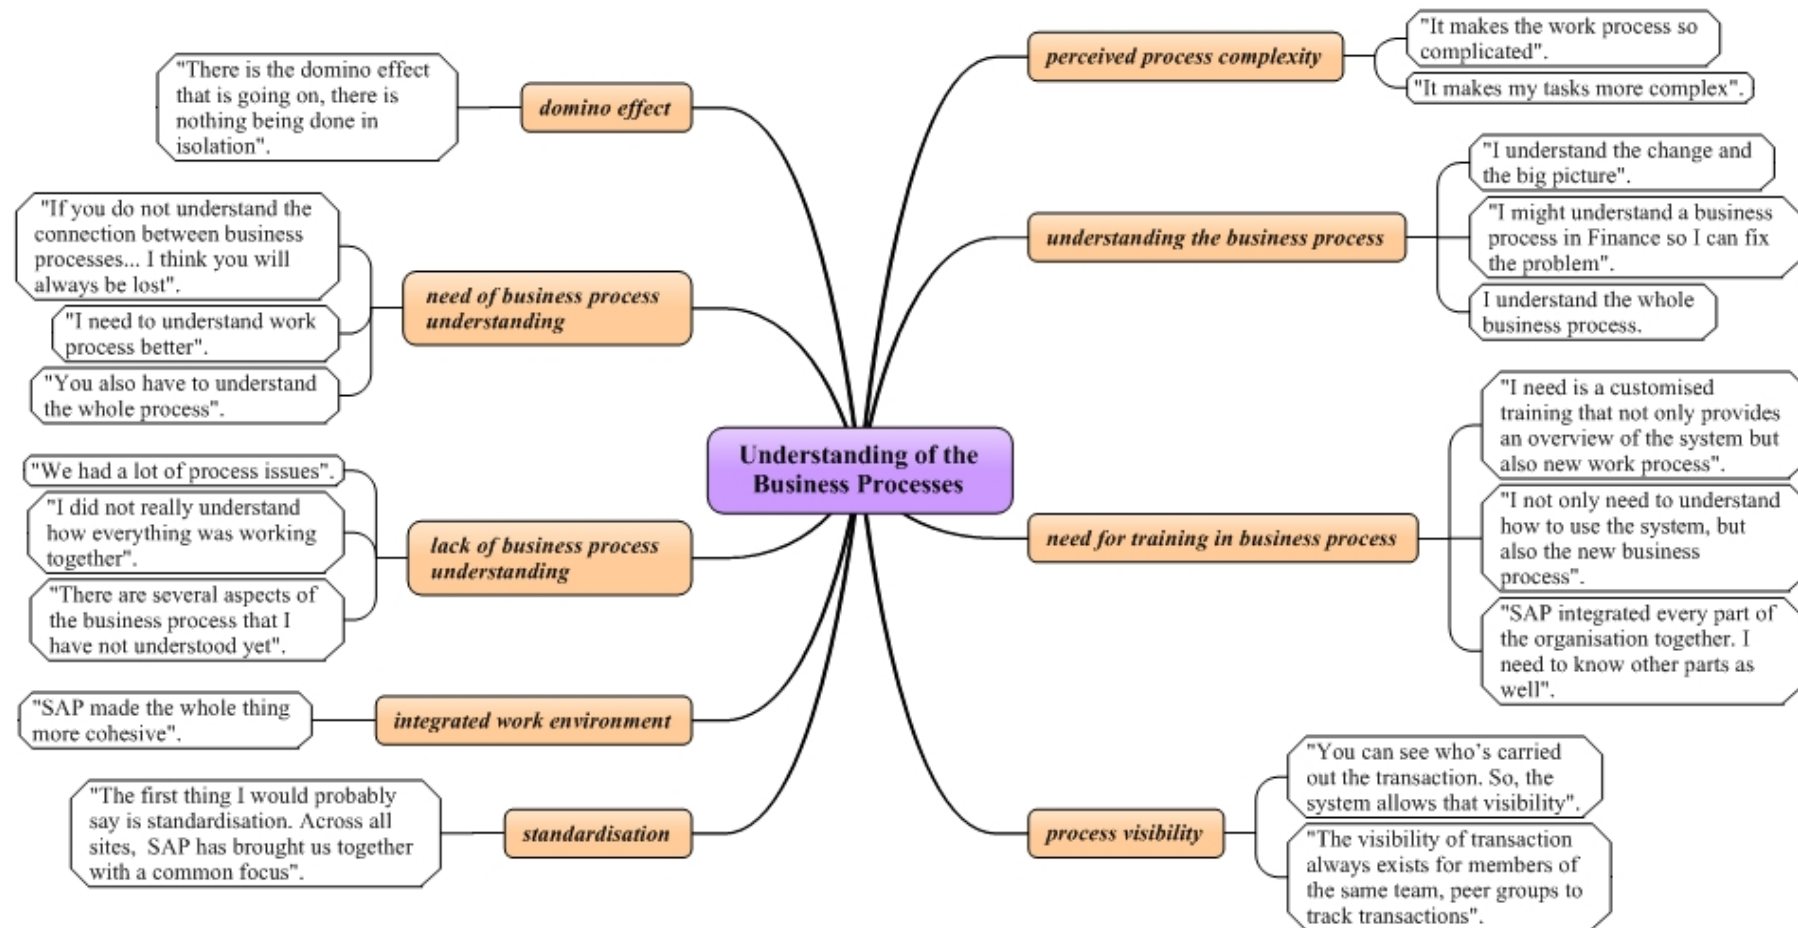 "There is the domino effect
that is going on, there is
nothing being done in
isolation".
domino effect
"If you do not understand the
connection between business
processes... I think you will
always be lost".
"I need to understand work
process better".
"You also have to understand
the whole process".
need of business process
understanding
"We had a lot of process issues".
"I did not really understand
how everything was working
together".
"There are several aspects of
the business process that I
have not understood yet".
lack of business process
understanding
"SAP made the whole thing
more cohesive".
integrated work environment
"The first thing I would probably
say is standardisation. Across all
sites,  SAP has brought us together
with a common focus".
standardisation
Understanding of the
Business Processes
perceived process complexity
"It makes the work process so
complicated".
"It makes my tasks more complex".
understanding the business process
"I understand the change and
the big picture".
"I might understand a business
process in Finance so I can fix
the problem".
I understand the whole
business process.
need for training in business process
"I need is a customised
training that not only provides
an overview of the system but
also new work process".
"I not only need to understand
how to use the system, but
also the new business
process".
"SAP integrated every part of
the organisation together. I
need to know other parts as
well".
process visibility
"You can see who’s carried
out the transaction. So, the
system allows that visibility".
"The visibility of transaction
always exists for members of
the same team, peer groups to
track transactions".